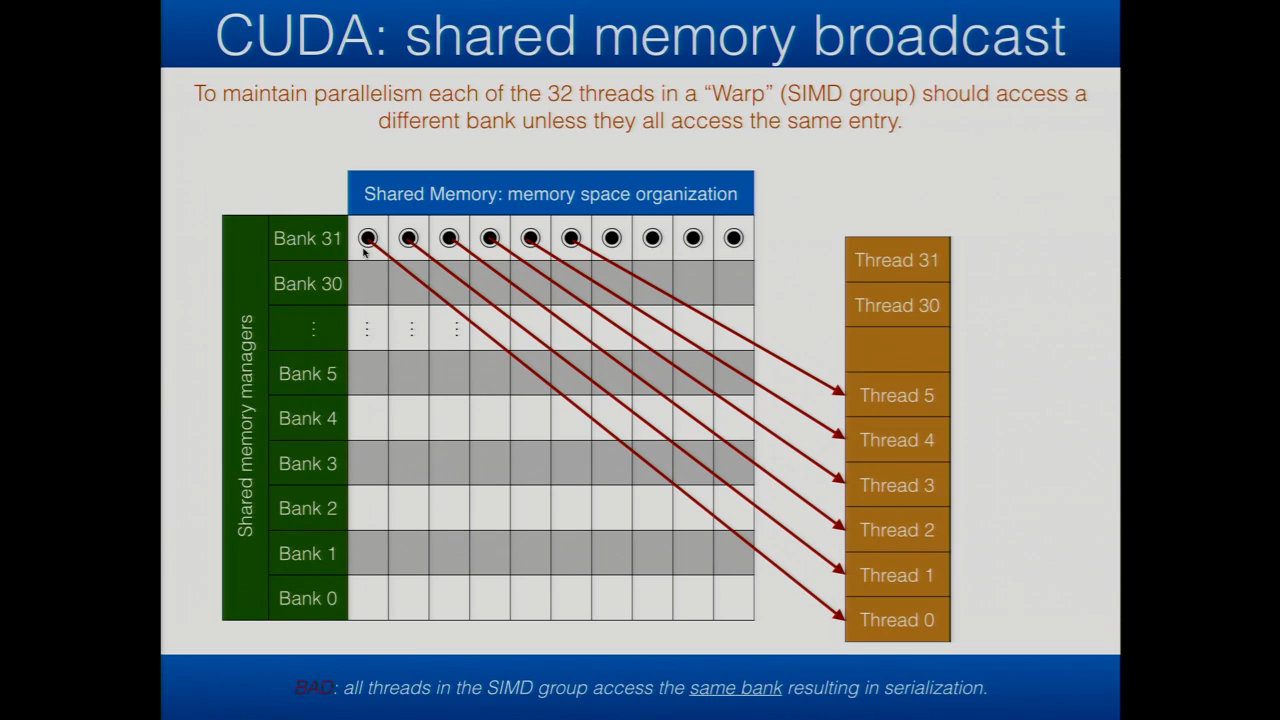 CUDA: shared memory broadcast
To maintain parallelism each of the 32 threads in a “Warp” (SIMD group) should access a
different bank unless they all access the same entry.
Shared Memory: memory space organization
Shared memory managers
Bank 31
Bank 30
⋮ ⋮ ⋮ ⋮
Bank 5
Bank 4
Bank 3
Bank 2
Bank 1
Bank 0
Thread 31
Thread 30
Thread 5
Thread 4
Thread 3
Thread 2
Thread 1
Thread 0
BAD: all threads in the SIMD group access the same bank resulting in serialization.